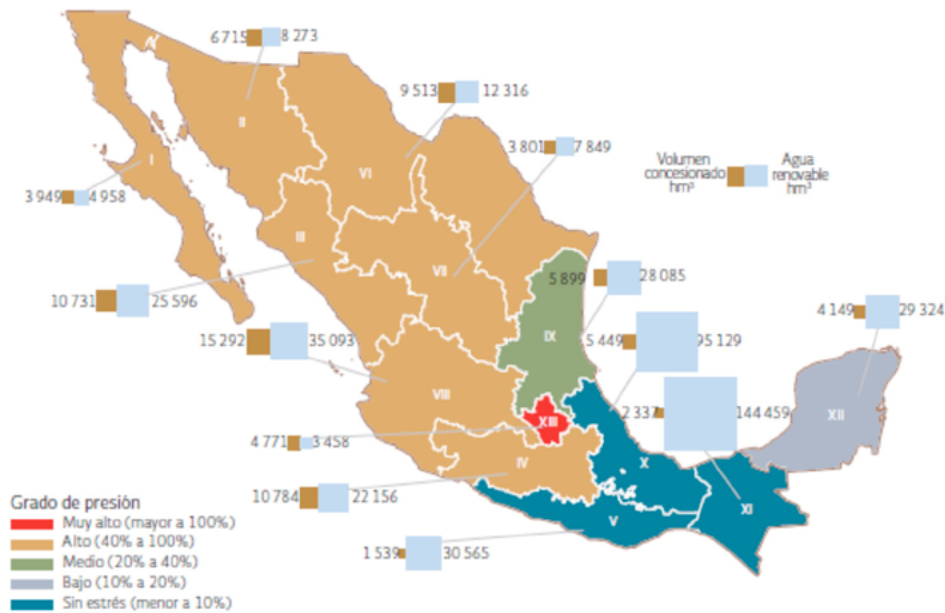 6 715 8 273
9 513 12 316
3 801 7 849
Volumen concesionado hm³
Agua renovable hm³
3 949 4 958
10 731 25 596
15 292 35 093
5 899 28 085
5 449 95 129
4 149 29 324
2 337 144 459
4 771 3 458
10 784 22 156
1 539 30 565
I
II
III
IV
V
VI
VII
VIII
IX
X
XI
XII
XIII
Grado de presión
Muy alto (mayor a 100%)
Alto (40% a 100%)
Medio (20% a 40%)
Bajo (10% a 20%)
Sin estrés (menor a 10%)